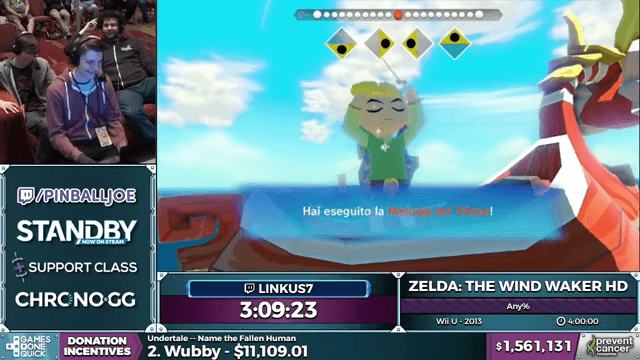 Hai eseguito la Melodia del Titano!
/PINBALLJOE
STANDBY
NOW ON STEAM
SUPPORT CLASS
CHRONO.GG
LINKUS7
3:09:23
ZELDA: THE WIND WAKER HD
Any%
Wii U - 2013
4:00:00
GAMES DONE QUICK
DONATION INCENTIVES
Undertale -- Name the Fallen Human
2. Wubby - $11,109.01
$1,561,131
prevent cancer
FOUNDATION